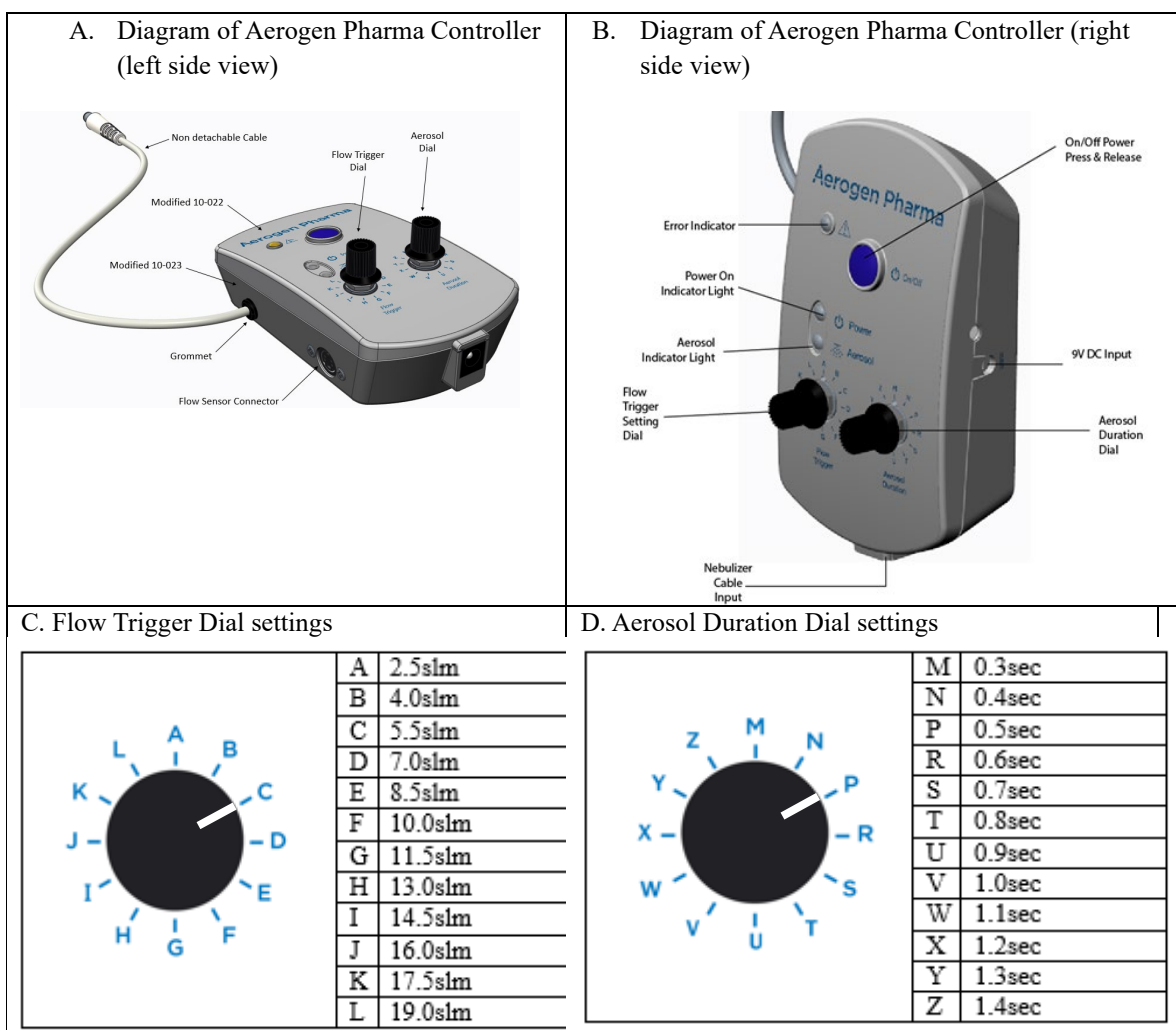 A. Diagram of Aerogen Pharma Controller
(left side view)
Non detachable Cable
Aerosol
Dial
Flow Trigger
Dial
Modified 10-022
Modified 10-023
Aerogen Pharma
Flow
Trigger
Aerosol
Duration
Grommet
Flow Sensor Connector
B. Diagram of Aerogen Pharma Controller (right
side view)
On/Off Power
Press & Release
Aerogen Pharma
Error Indicator
On/Off
Power On
Indicator Light
Power
Aerosol
Indicator Light
Aerosol
9V DC Input
Flow
Trigger
Setting
Dial
Aerosol
Duration
Dial
Flow
Trigger
Aerosol
Duration
Nebulizer
Cable
Input
C. Flow Trigger Dial settings
A
B
C
D
E
F
G
H
I
J
K
L
A 2.5slm
B 4.0slm
C 5.5slm
D 7.0slm
E 8.5slm
F 10.0slm
G 11.5slm
H 13.0slm
I 14.5slm
J 16.0slm
K 17.5slm
L 19.0slm
D. Aerosol Duration Dial settings
M
N
P
R
S
T
U
V
W
X
Y
Z
M 0.3sec
N 0.4sec
P 0.5sec
R 0.6sec
S 0.7sec
T 0.8sec
U 0.9sec
V 1.0sec
W 1.1sec
X 1.2sec
Y 1.3sec
Z 1.4sec